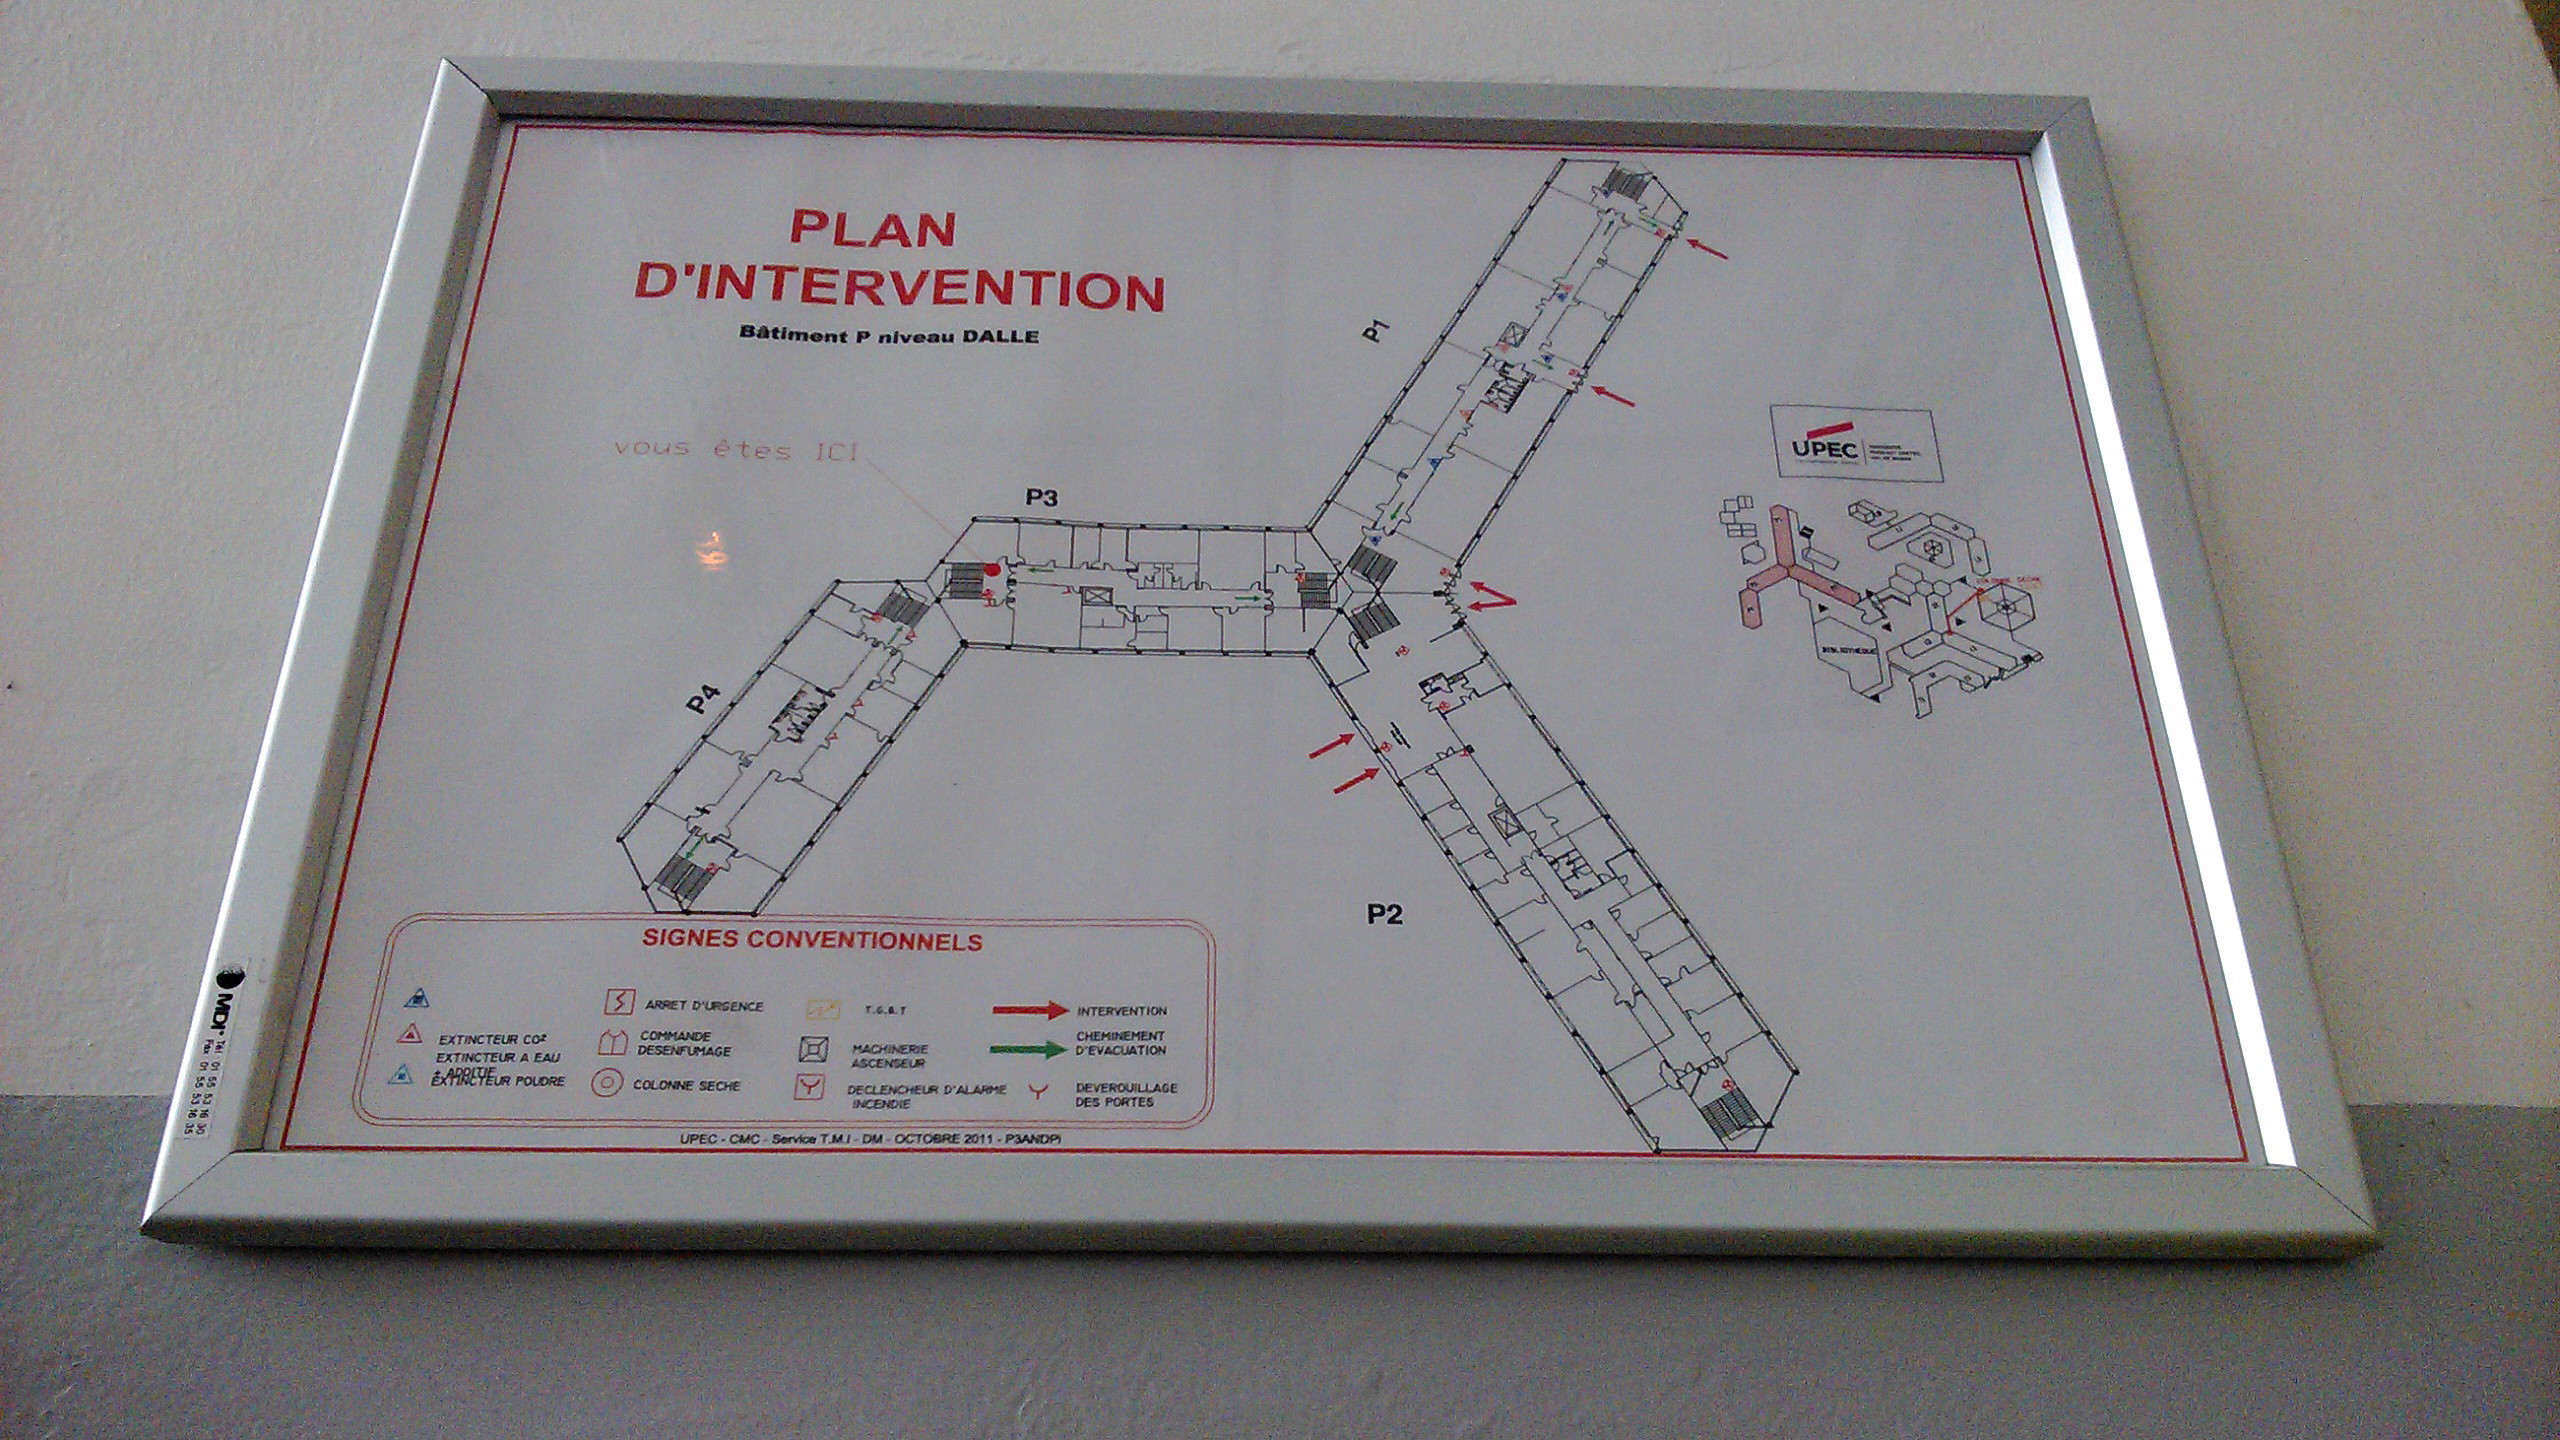 PLAN
D'INTERVENTION
Bâtiment P niveau DALLE
vous êtes ICI
P1
P3
P4
P2
UPEC
BIBLIOTHEQUE
SIGNES CONVENTIONNELS
EXTINCTEUR CO²
EXTINCTEUR A EAU
+ ADDITIF
EXTINCTEUR POUDRE
ARRET D'URGENCE
COMMANDE
DESENFUMAGE
COLONNE SECHE
T.G.B.T
MACHINERIE
ASCENSEUR
DECLENCHEUR D'ALARME
INCENDIE
INTERVENTION
CHEMINEMENT
D'EVACUATION
DEVEROUILLAGE
DES PORTES
UPEC - CMC - Service T.M.I - DM - OCTOBRE 2011 - P3ANDPI
MDI
Tél 01 55 53 16 30
Fax 01 55 53 16 35